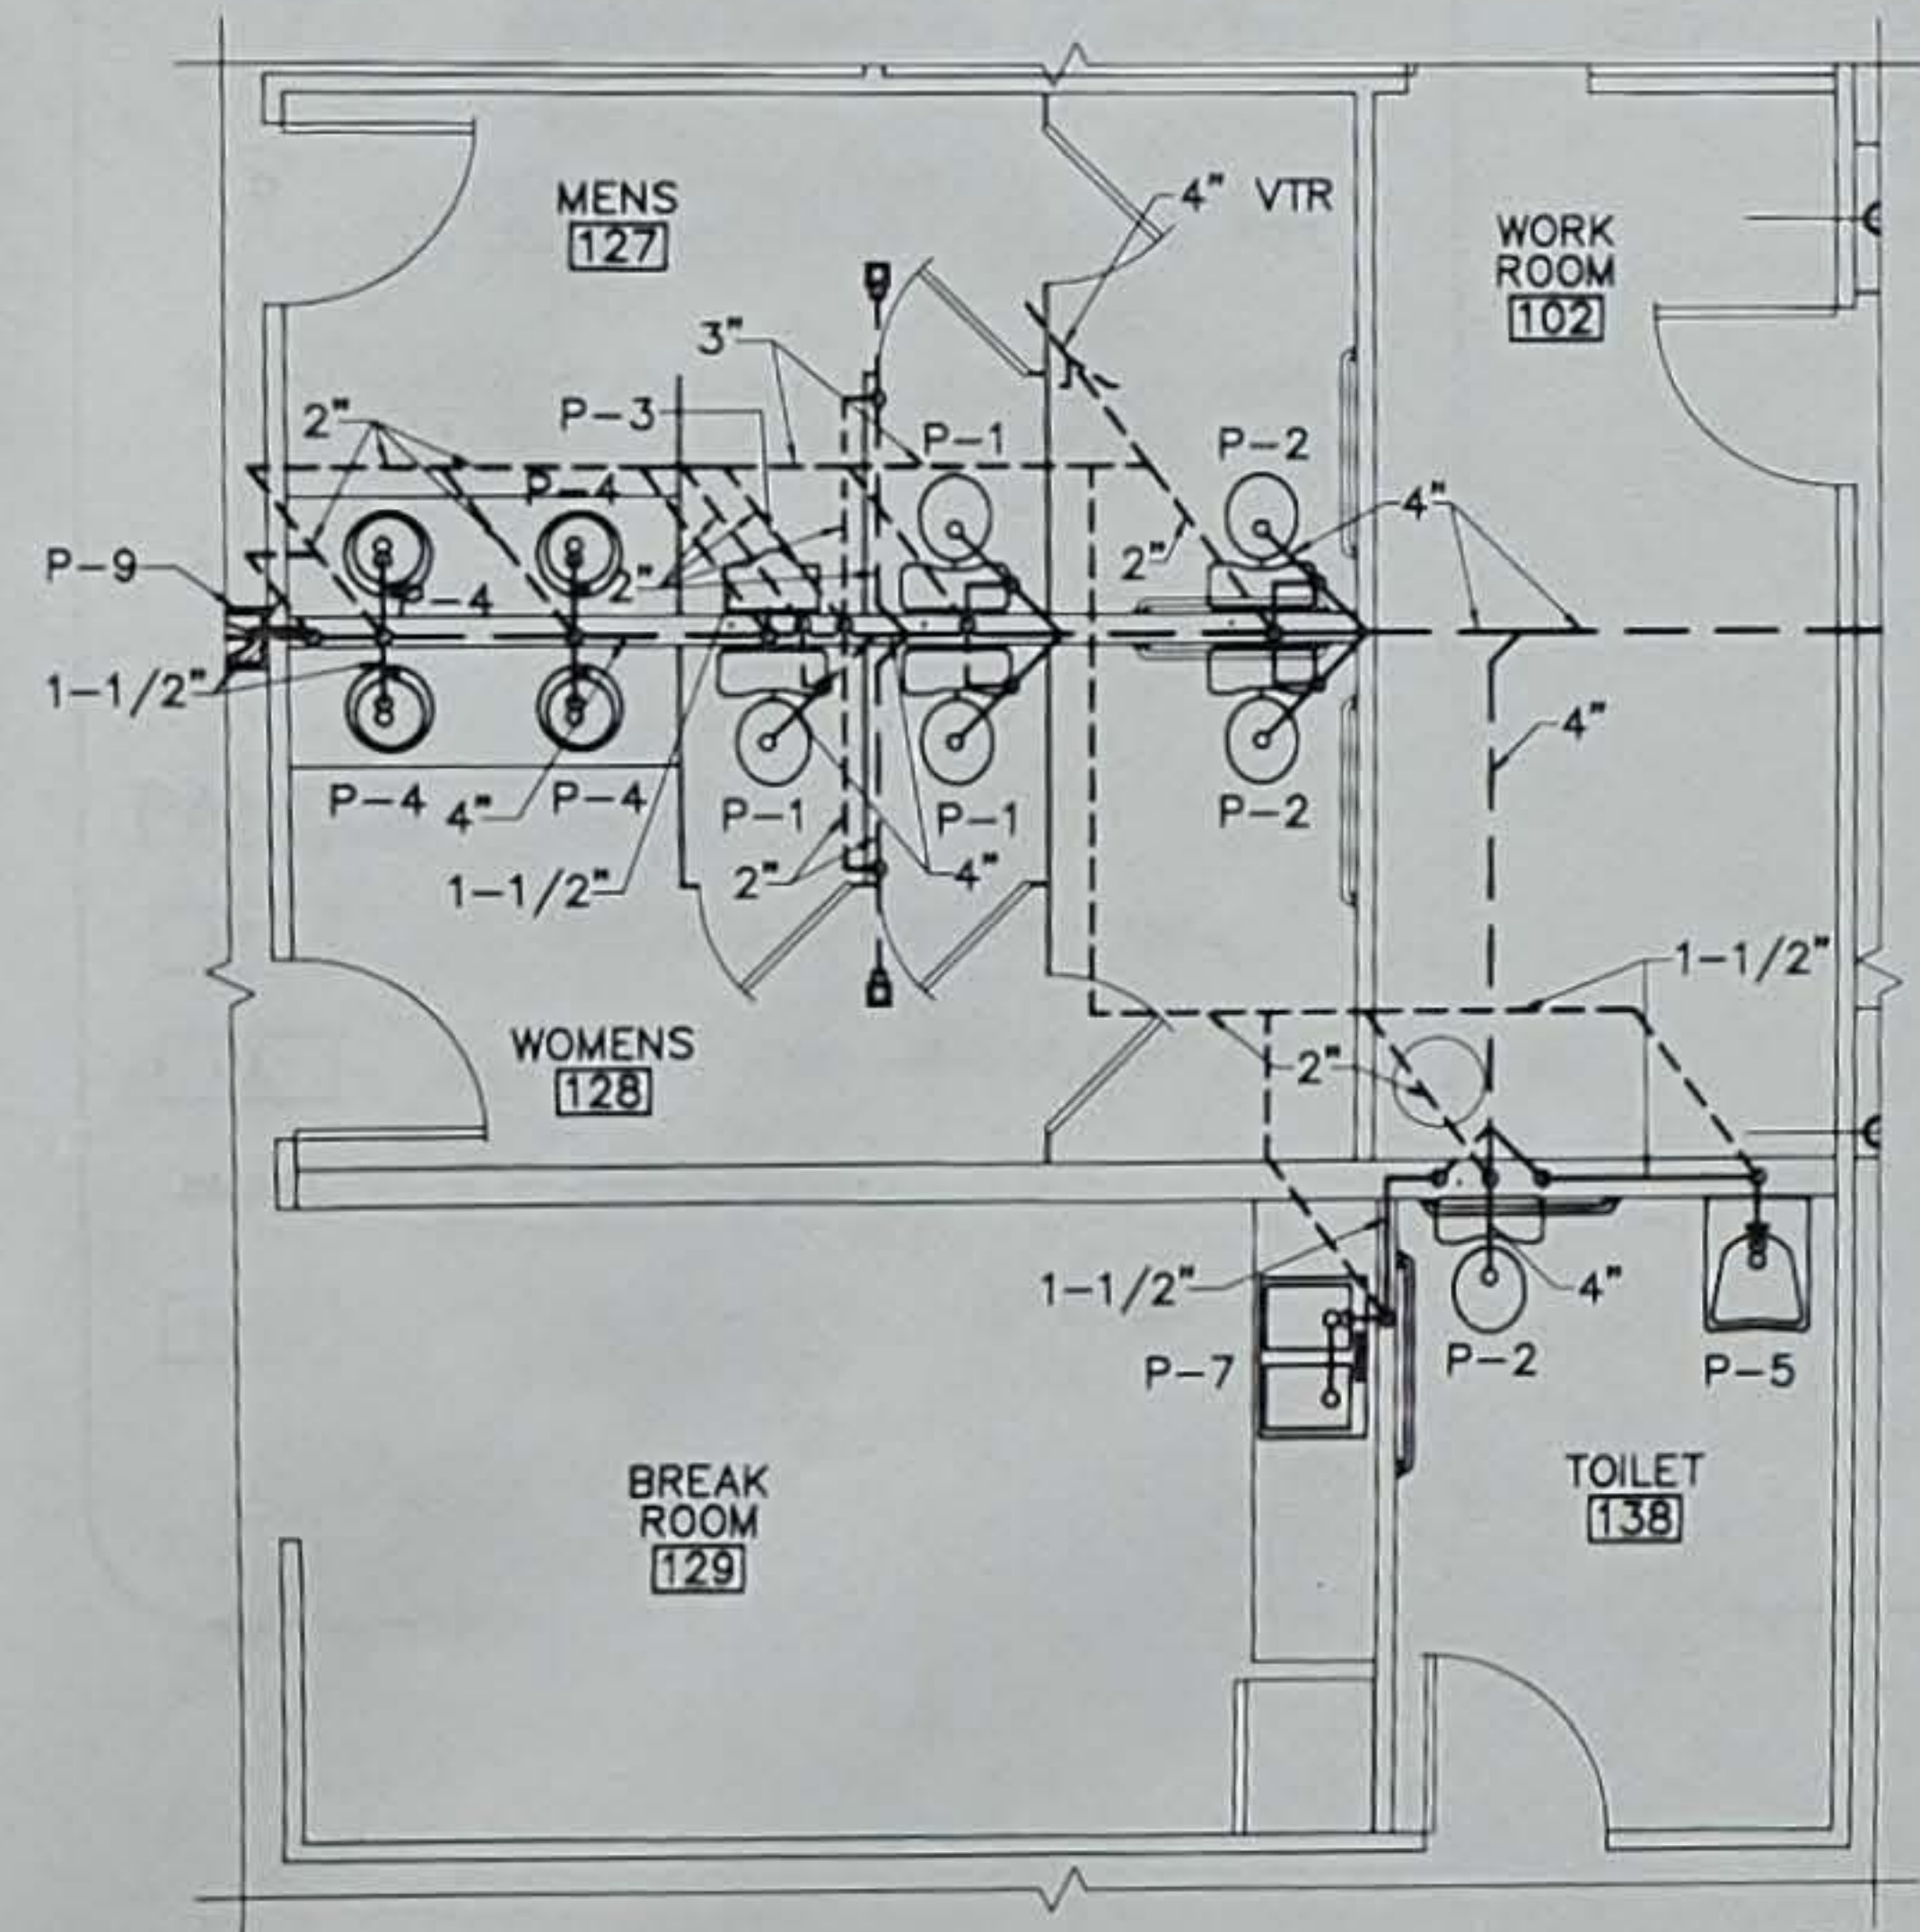 MENS
127
4" VTR
WORK
ROOM
102
3"
2"
P-3
P-1
P-2
P-4
4"
2"
P-9
P-4
2"
1-1/2"
4"
P-4
4"
P-4
P-1
P-1
P-2
1-1/2"
2"
4"
1-1/2"
WOMENS
128
2"
1-1/2"
4"
P-7
P-2
P-5
BREAK
ROOM
129
TOILET
138